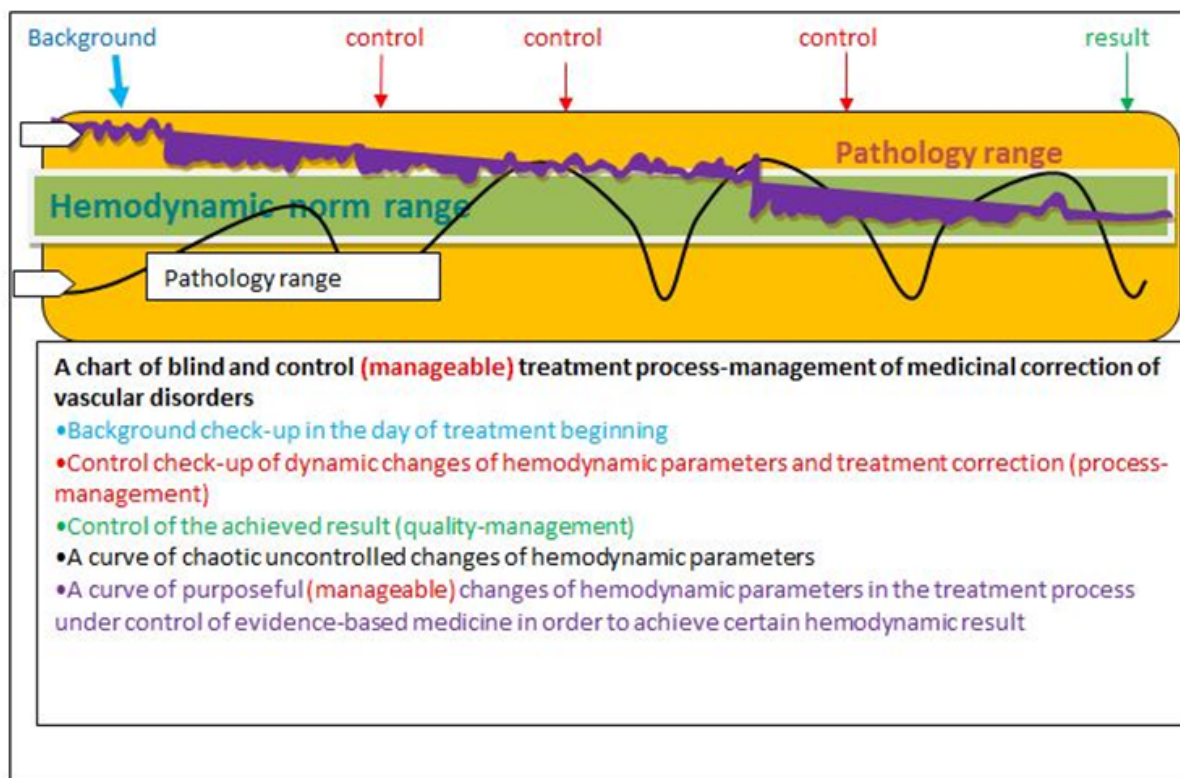 Background control control control result
Pathology range
Hemodynamic norm range
Pathology range
A chart of blind and control (manageable) treatment process-management of medicinal correction of
vascular disorders
•Background check-up in the day of treatment beginning
•Control check-up of dynamic changes of hemodynamic parameters and treatment correction (process-
management)
•Control of the achieved result (quality-management)
•A curve of chaotic uncontrolled changes of hemodynamic parameters
•A curve of purposeful (manageable) changes of hemodynamic parameters in the treatment process
under control of evidence-based medicine in order to achieve certain hemodynamic result